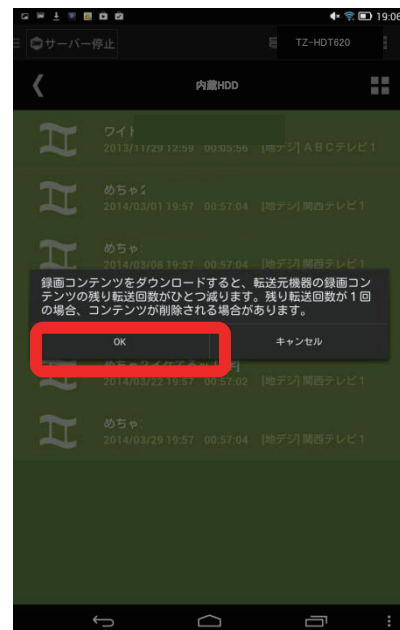 19:06
サーバー停止
TZ-HDT620
内蔵HDD
ワイト
2013/11/29 12:59 00:05:56 [地デジ] ABCテレビ1
めちゃ
2014/03/01 19:57 00:57:04 [地デジ] 関西テレビ1
めちゃ
2014/03/08 19:57 00:57:04 [地デジ] 関西テレビ1
録画コンテンツをダウンロードすると、転送元機器の録画コン
テンツの残り転送回数がひとつ減ります。残り転送回数が1回
の場合、コンテンツが削除される場合があります。
OK
キャンセル
2014/03/22 19:57 00:57:02 [地デジ] 関西テレビ1
めちゃ
2014/03/29 19:57 00:57:04 [地デジ] 関西テレビ1